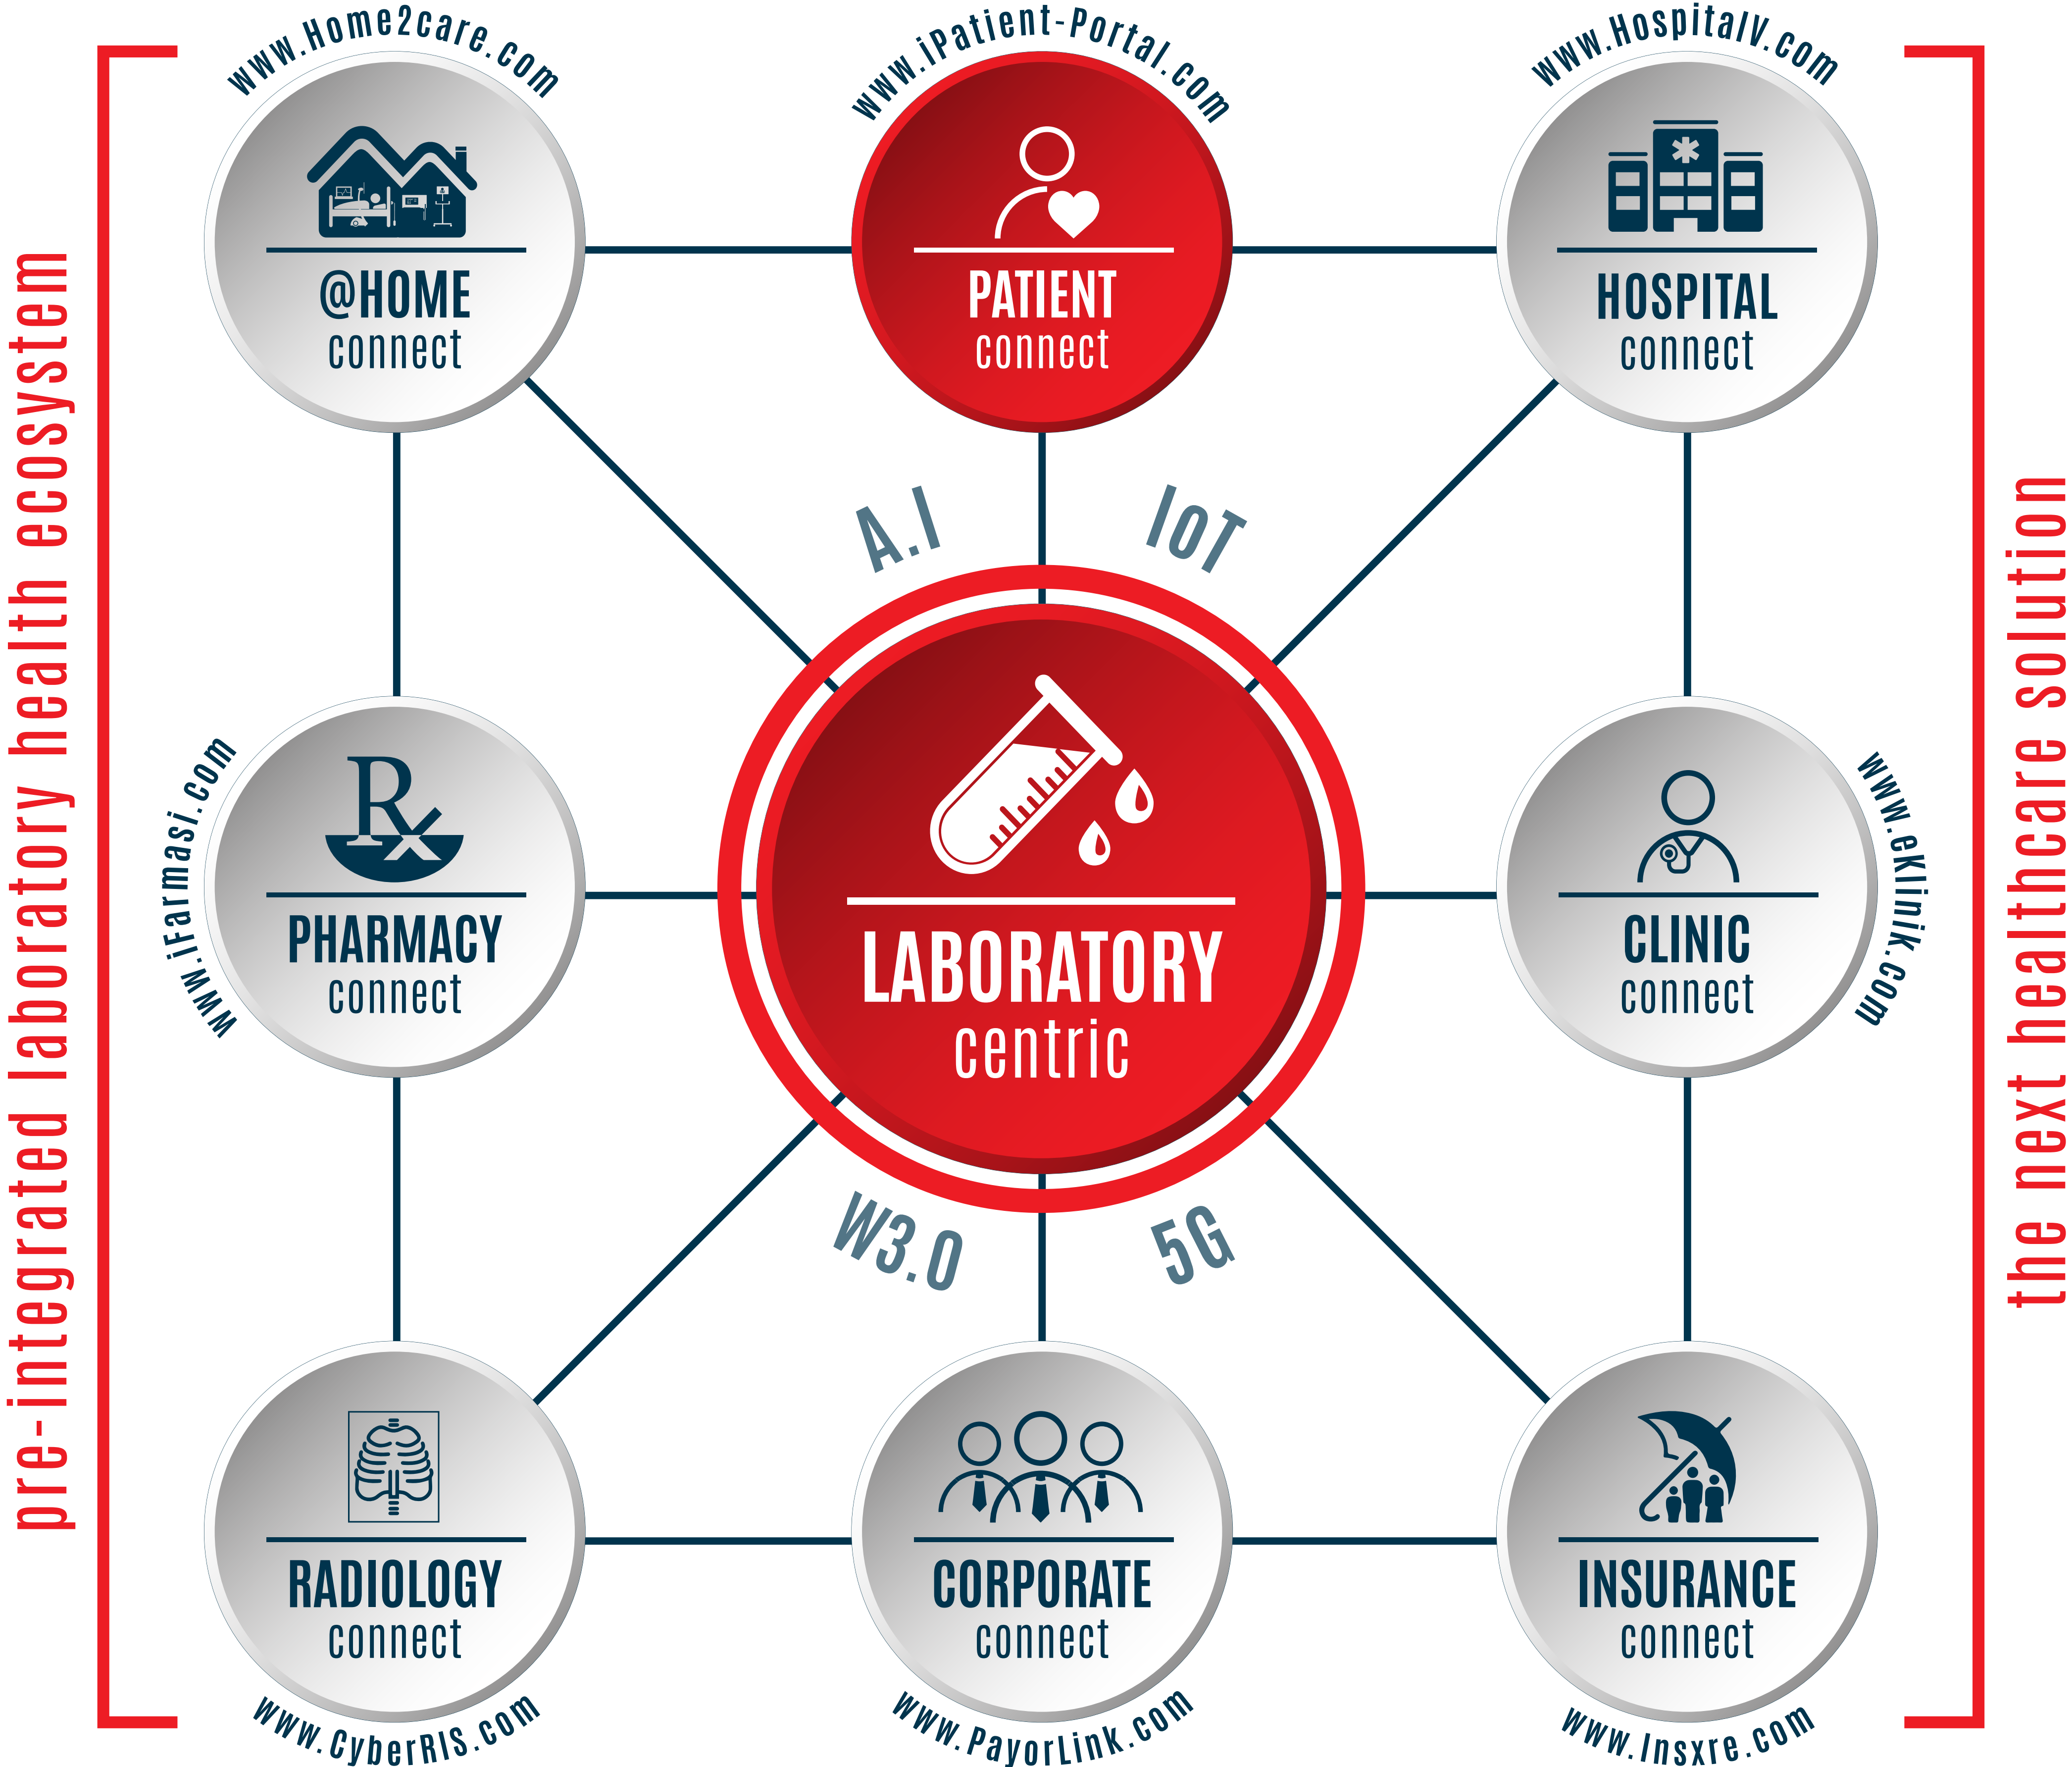 www.Home2care.com
@HOME
connect
www.iPatient-Portal.com
PATIENT
connect
www.HospitalV.com
HOSPITAL
connect
pre-integrated laboratory health ecosystem
A.I
IoT
www.iFarmasi.com
Rx
PHARMACY
connect
LABORATORY
centric
www.eKlinik.com
CLINIC
connect
the next healthcare solution
W3.0
5G
RADIOLOGY
connect
www.CyberRIS.com
CORPORATE
connect
www.PayorLink.com
INSURANCE
connect
www.Insxre.com